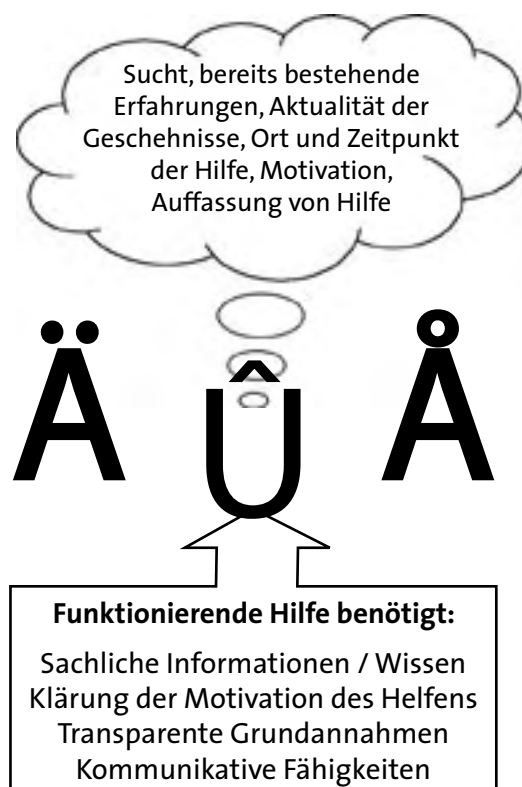 Sucht, bereits bestehende
Erfahrungen, Aktualität der
Geschehnisse, Ort und Zeitpunkt
der Hilfe, Motivation,
Auffassung von Hilfe
Ä Û Å
Funktionierende Hilfe benötigt:
Sachliche Informationen / Wissen
Klärung der Motivation des Helfens
Transparente Grundannahmen
Kommunikative Fähigkeiten